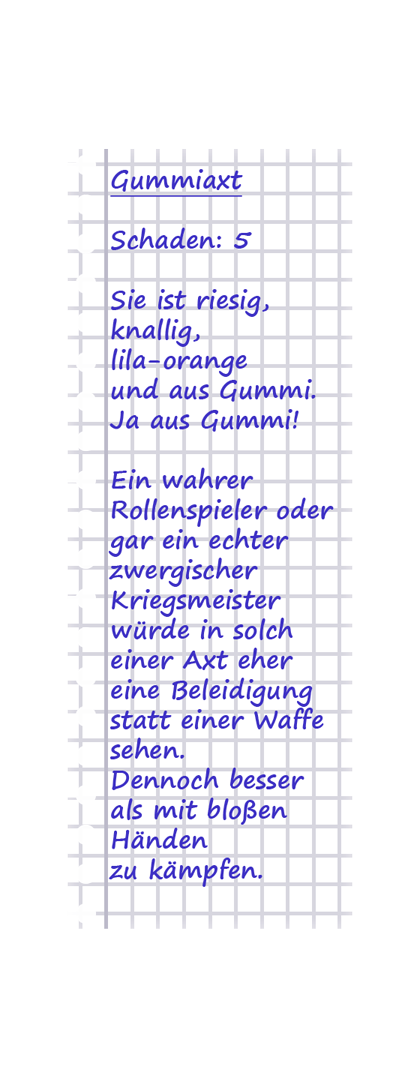 Gummiaxt
Schaden: 5
Sie ist riesig,
knallig,
lila-orange
und aus Gummi.
Ja aus Gummi!
Ein wahrer
Rollenspieler oder
gar ein echter
zwergischer
Kriegsmeister
würde in solch
einer Axt eher
eine Beleidigung
statt einer Waffe
sehen.
Dennoch besser
als mit bloßen
Händen
zu kämpfen.